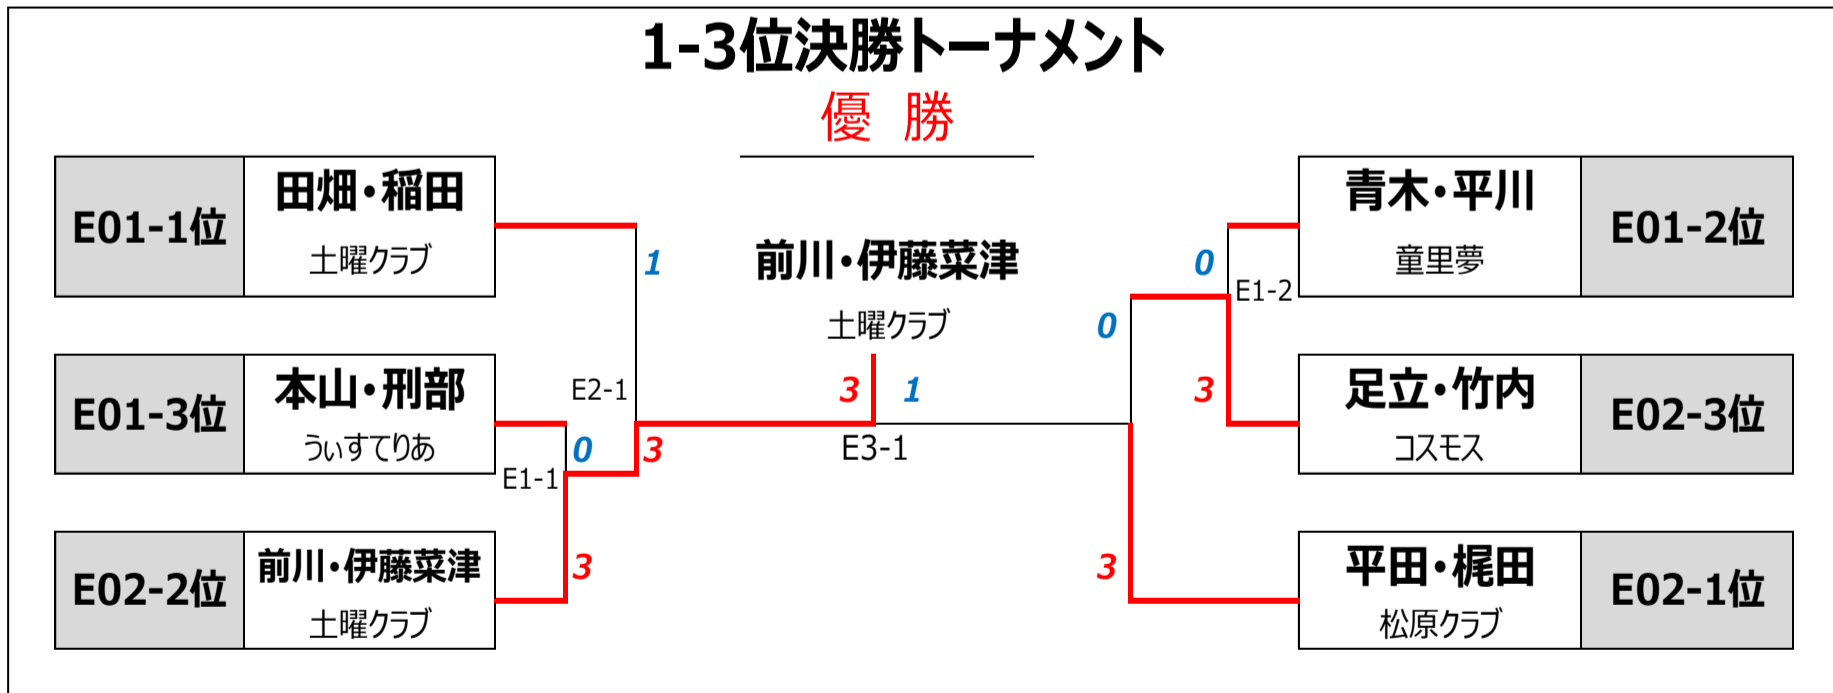 1-3位決勝トーナメント
優 勝
E01-1位
田畑・稲田
土曜クラブ
E01-3位
本山・刑部
うぃすてりあ
E02-2位
前川・伊藤菜津
土曜クラブ
1
E2-1
0
E1-1
3
3
前川・伊藤菜津
土曜クラブ
3
1
E3-1
0
E1-2
0
3
3
青木・平川
童里夢
E01-2位
足立・竹内
コスモス
E02-3位
平田・梶田
松原クラブ
E02-1位